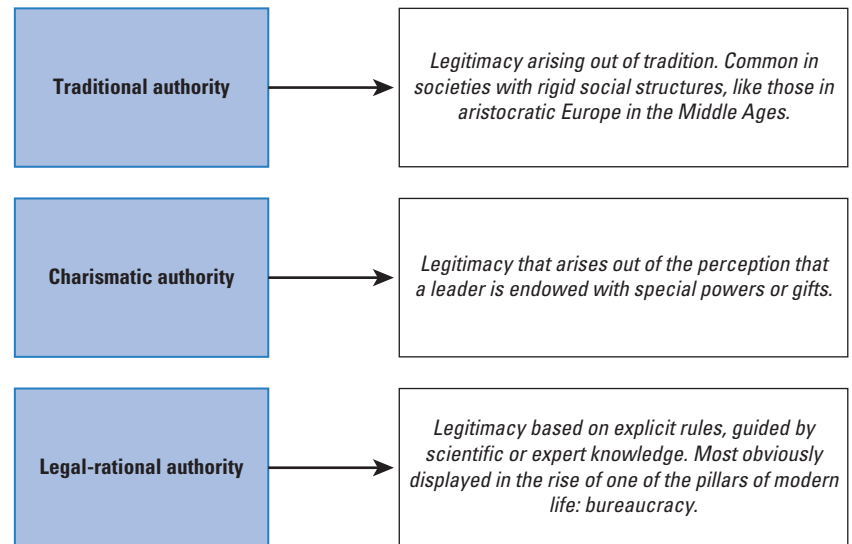 Traditional authority
Legitimacy arising out of tradition. Common in
societies with rigid social structures, like those in
aristocratic Europe in the Middle Ages.
Charismatic authority
Legitimacy that arises out of the perception that
a leader is endowed with special powers or gifts.
Legal-rational authority
Legitimacy based on explicit rules, guided by
scientific or expert knowledge. Most obviously
displayed in the rise of one of the pillars of modern
life: bureaucracy.